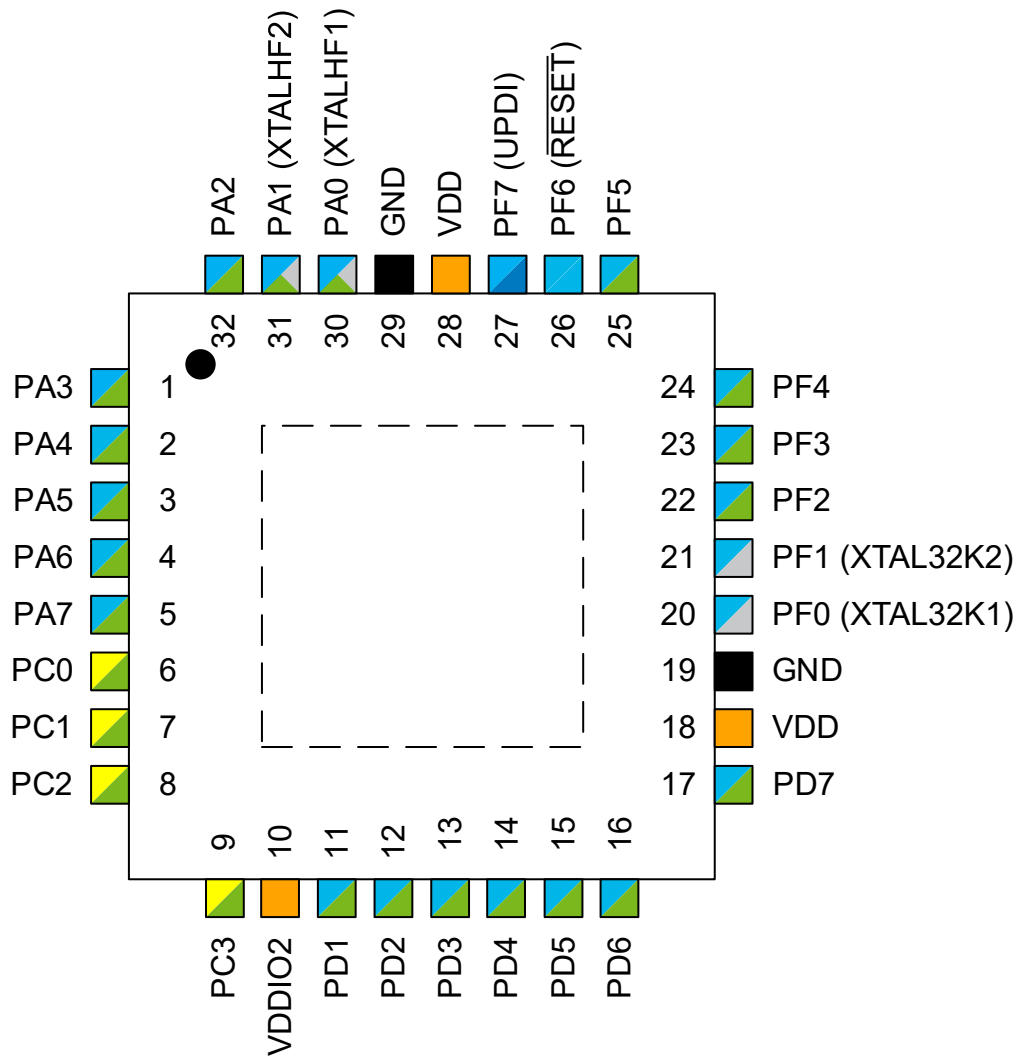 PA2
PA1 (XTALHF2)
PA0 (XTALHF1)
GND
VDD
PF7 (UPDI)
PF6 (RESET)
PF5
32
31
30
29
28
27
26
25
PA3 1
PA4 2
PA5 3
PA6 4
PA7 5
PC0 6
PC1 7
PC2 8
24 PF4
23 PF3
22 PF2
21 PF1 (XTAL32K2)
20 PF0 (XTAL32K1)
19 GND
18 VDD
17 PD7
9
10
11
12
13
14
15
16
PC3
VDDIO2
PD1
PD2
PD3
PD4
PD5
PD6